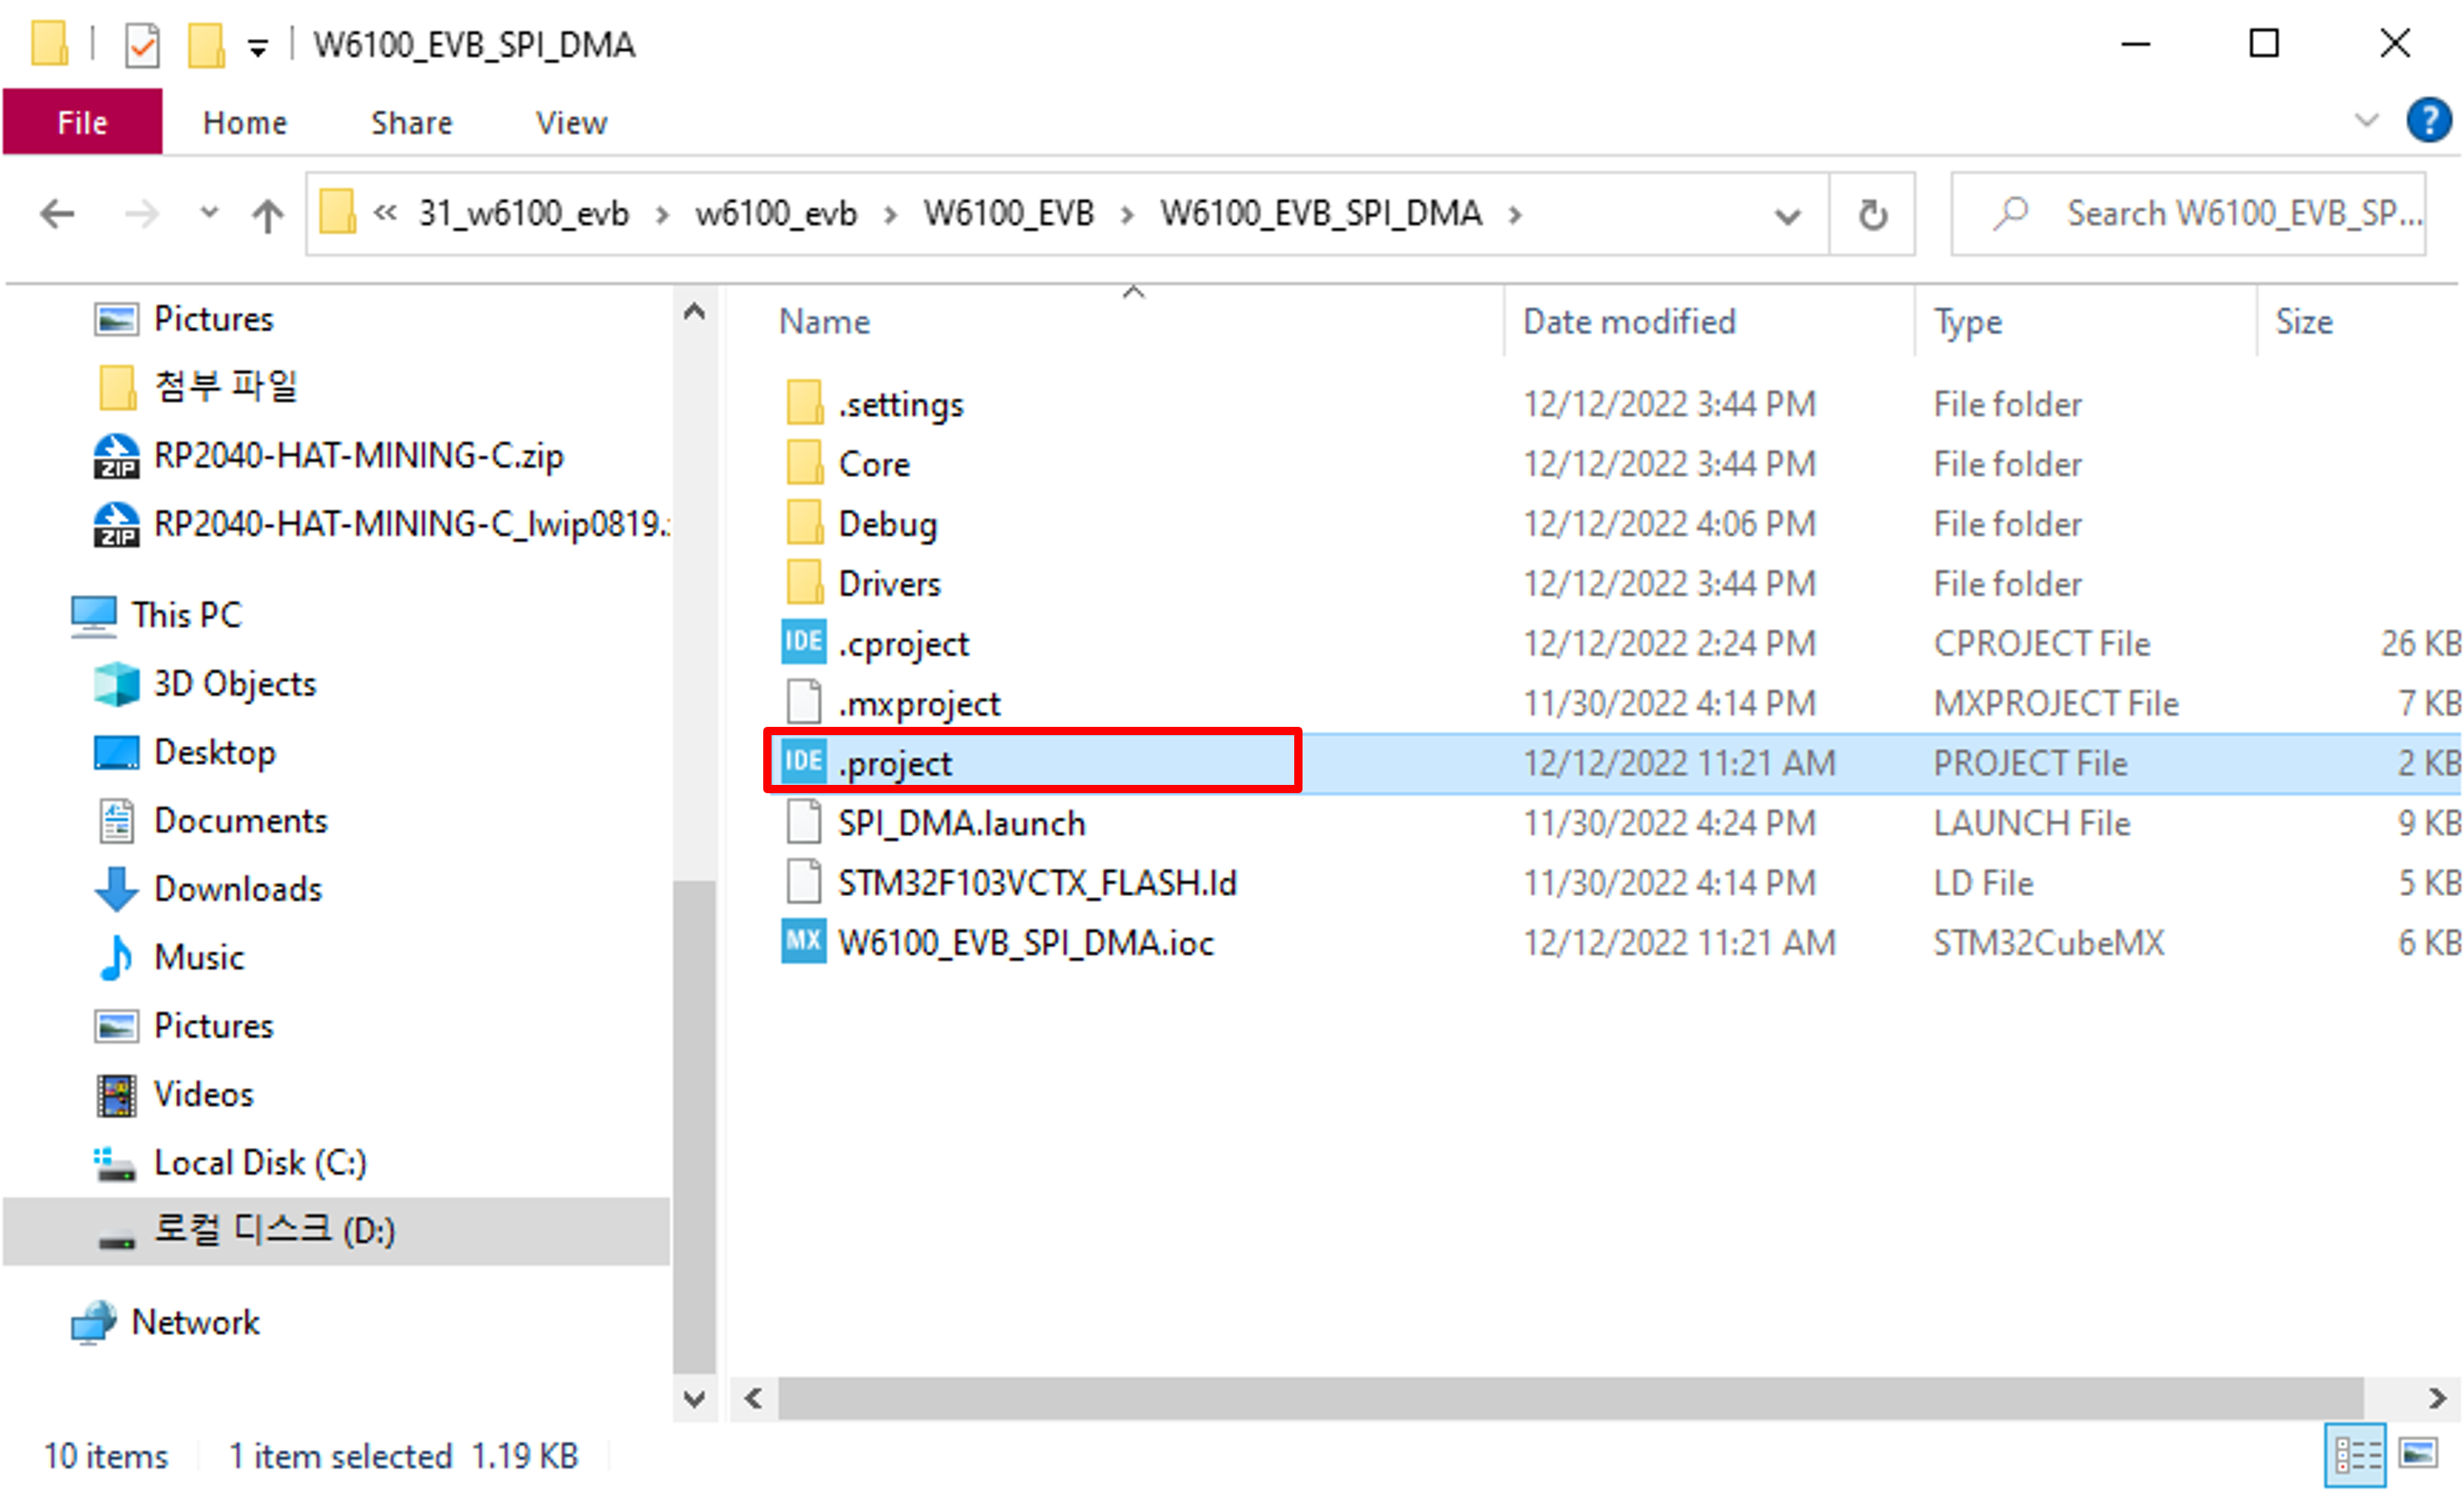 W6100_EVB_SPI_DMA
File Home Share View
?
« 31_w6100_evb › w6100_evb › W6100_EVB › W6100_EVB_SPI_DMA › Search W6100_EVB_SP...
Pictures
첨부 파일
RP2040-HAT-MINING-C.zip
RP2040-HAT-MINING-C_lwip0819.
This PC
3D Objects
Desktop
Documents
Downloads
Music
Pictures
Videos
Local Disk (C:)
로컬 디스크 (D:)
Network
Name Date modified Type Size
.settings 12/12/2022 3:44 PM File folder
Core 12/12/2022 3:44 PM File folder
Debug 12/12/2022 4:06 PM File folder
Drivers 12/12/2022 3:44 PM File folder
IDE .cproject 12/12/2022 2:24 PM CPROJECT File 26 KB
.mxproject 11/30/2022 4:14 PM MXPROJECT File 7 KB
IDE .project 12/12/2022 11:21 AM PROJECT File 2 KB
SPI_DMA.launch 11/30/2022 4:24 PM LAUNCH File 9 KB
STM32F103VCTX_FLASH.ld 11/30/2022 4:14 PM LD File 5 KB
MX W6100_EVB_SPI_DMA.ioc 12/12/2022 11:21 AM STM32CubeMX 6 KB
10 items 1 item selected 1.19 KB